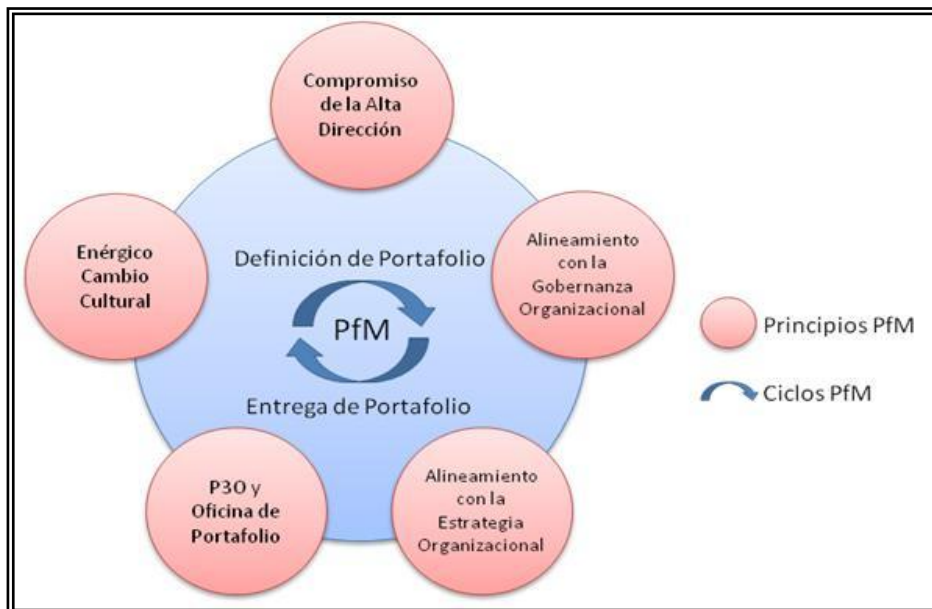 Compromiso
de la Alta
Dirección
Enérgico
Cambio
Cultural
Definición de Portafolio
PfM
Entrega de Portafolio
Alineamiento
con la
Gobernanza
Organizacional
P3O y
Oficina de
Portafolio
Alineamiento
con la
Estrategia
Organizacional
Principios PfM
Ciclos PfM